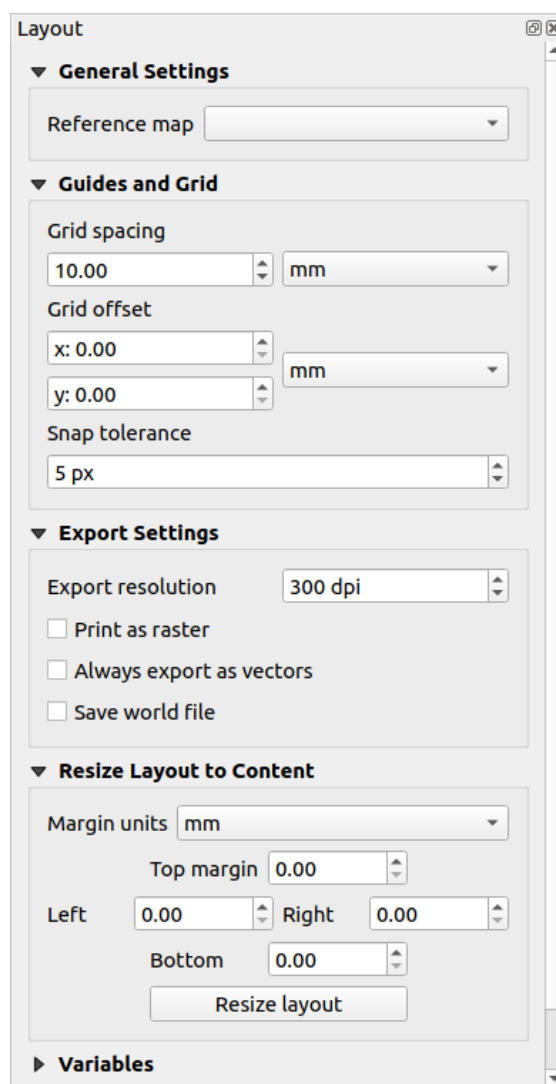 Layout
General Settings
Reference map
Guides and Grid
Grid spacing
10.00 mm
Grid offset
x: 0.00
mm
y: 0.00
Snap tolerance
5 px
Export Settings
Export resolution 300 dpi
Print as raster
Always export as vectors
Save world file
Resize Layout to Content
Margin units mm
Top margin 0.00
Left 0.00 Right 0.00
Bottom 0.00
Resize layout
Variables